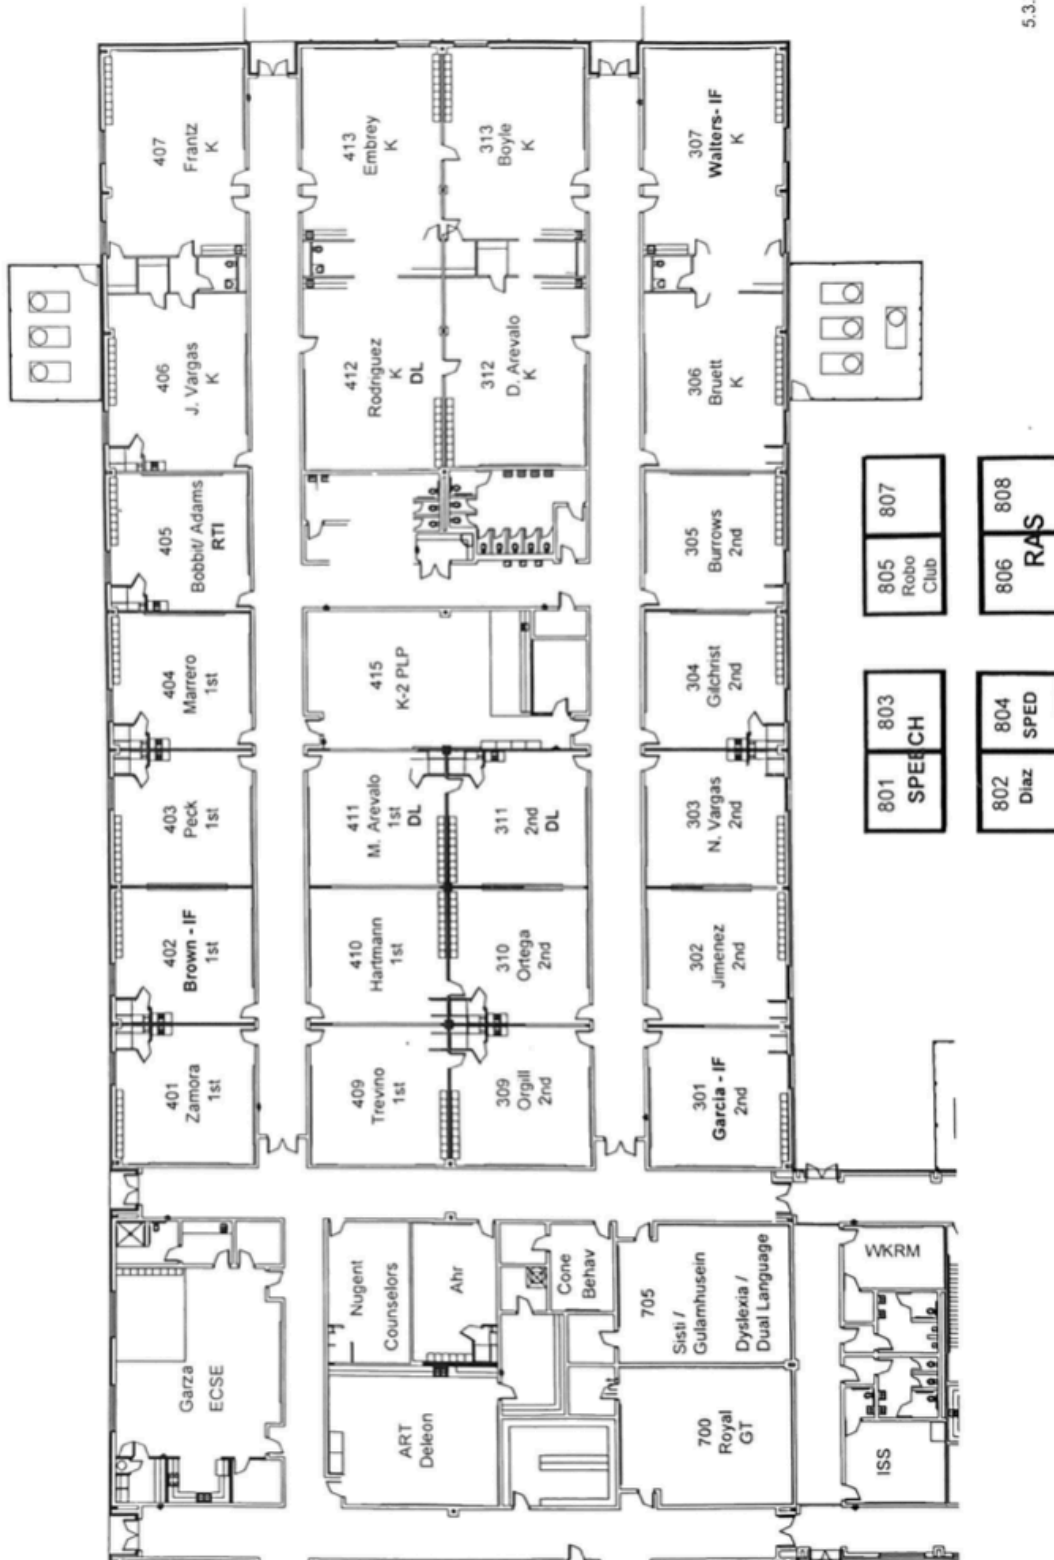 5.3.
407
Frantz
K
413
Embrey
K
313
Boyle
K
307
Walters- IF
K
406
J. Vargas
K
412
Rodriguez
K
DL
312
D. Arevalo
K
306
Bruett
K
405
Bobbit/ Adams
RTI
305
Burrows
2nd
404
Marrero
1st
415
K-2 PLP
304
Gilchrist
2nd
403
Peck
1st
411
M. Arevalo
1st
DL
311
2nd
DL
303
N. Vargas
2nd
402
Brown - IF
1st
410
Hartmann
1st
310
Ortega
2nd
302
Jimenez
2nd
401
Zamora
1st
409
Trevino
1st
309
Orgill
2nd
301
Garcia - IF
2nd
805
Robo
Club
807
806
808
RAS
801
803
SPEECH
802
Diaz
804
SPED
Garza
ECSE
Nugent
Counselors
Ahr
ART
Deleon
Cone
Behav
705
Sisti /
Gulamhusein
Dyslexia /
Dual Language
Int
700
Royal
GT
WKRM
ISS